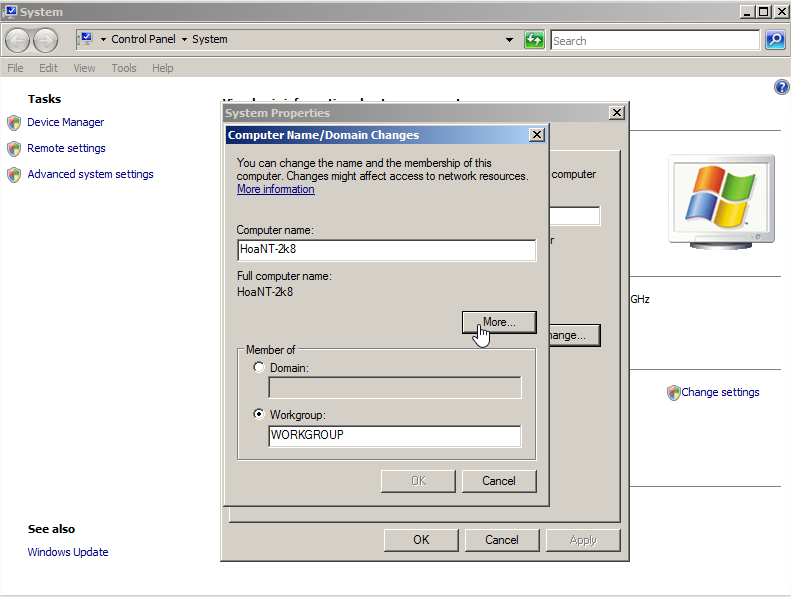 System
Control Panel
System
Search
File
Edit
View
Tools
Help
Tasks
Device Manager
Remote settings
Advanced system settings
System Properties
Computer Name/Domain Changes
You can change the name and the membership of this
computer. Changes might affect access to network resources.
More information
computer
Computer name:
HoaNT-2k8
Full computer name:
HoaNT-2k8
GHz
More...
Member of
Domain:
Change settings
Workgroup:
WORKGROUP
OK
Cancel
OK
Cancel
Apply
See also
Windows Update